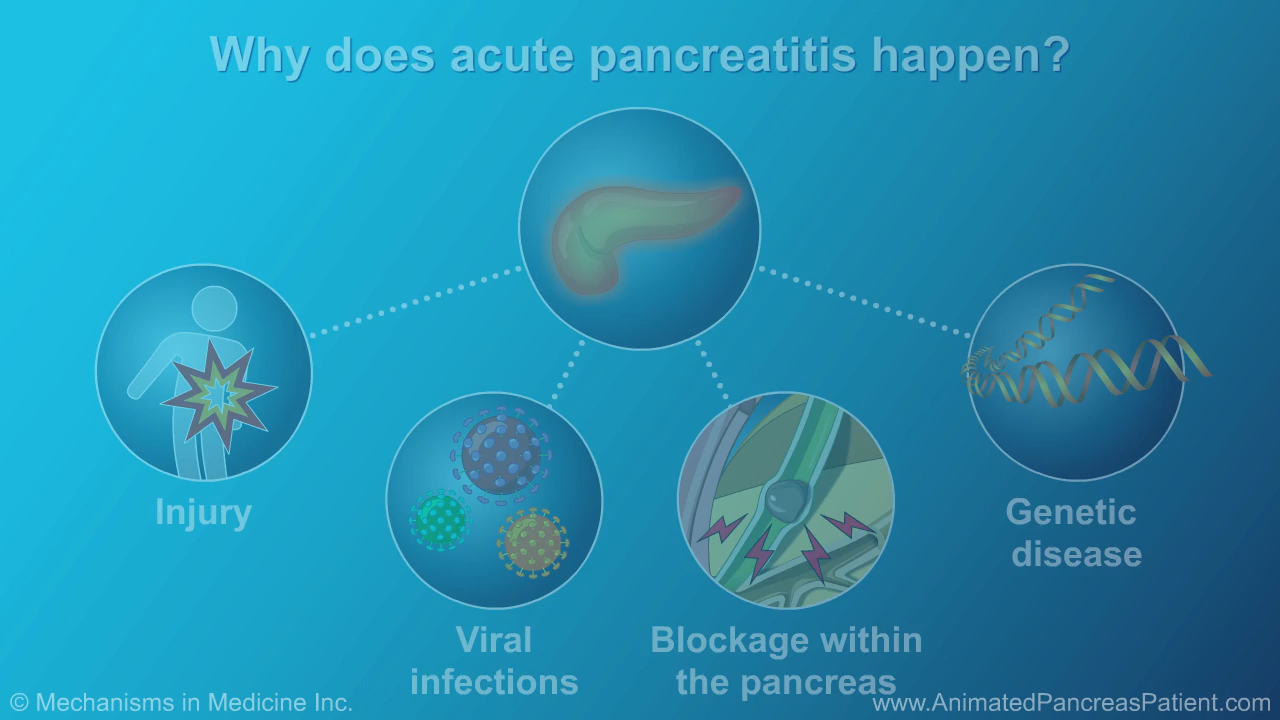 Why does acute pancreatitis happen?
Injury
Viral
infections
Blockage within
the pancreas
Genetic
disease
© Mechanisms in Medicine Inc.
www.AnimatedPancreasPatient.com